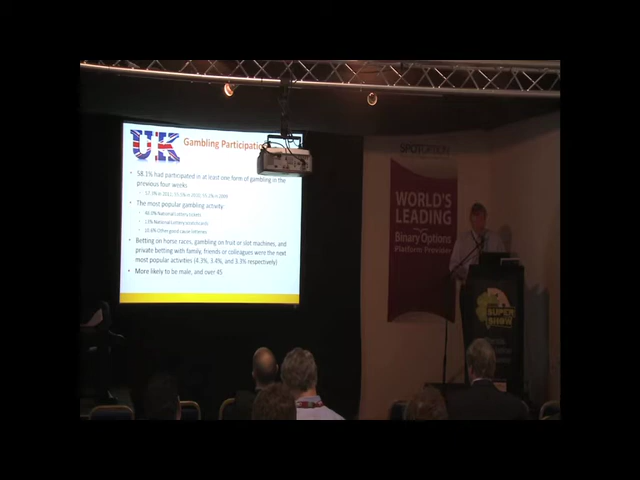 UK
Gambling Participation
• 58.1% had participated in at least one form of gambling in the
previous four weeks
• The most popular gambling activity
• Betting on horse races, gambling on fruit or slot machines, and
private betting with family, friends or colleagues were the next
most popular activities (4.3%, 3.4%, and 3.3% respectively)
• More likely to be male, and over 45
SPOTOPTION
WORLD'S
LEADING
Binary Options
Platform Provider
SUPER
SHOW